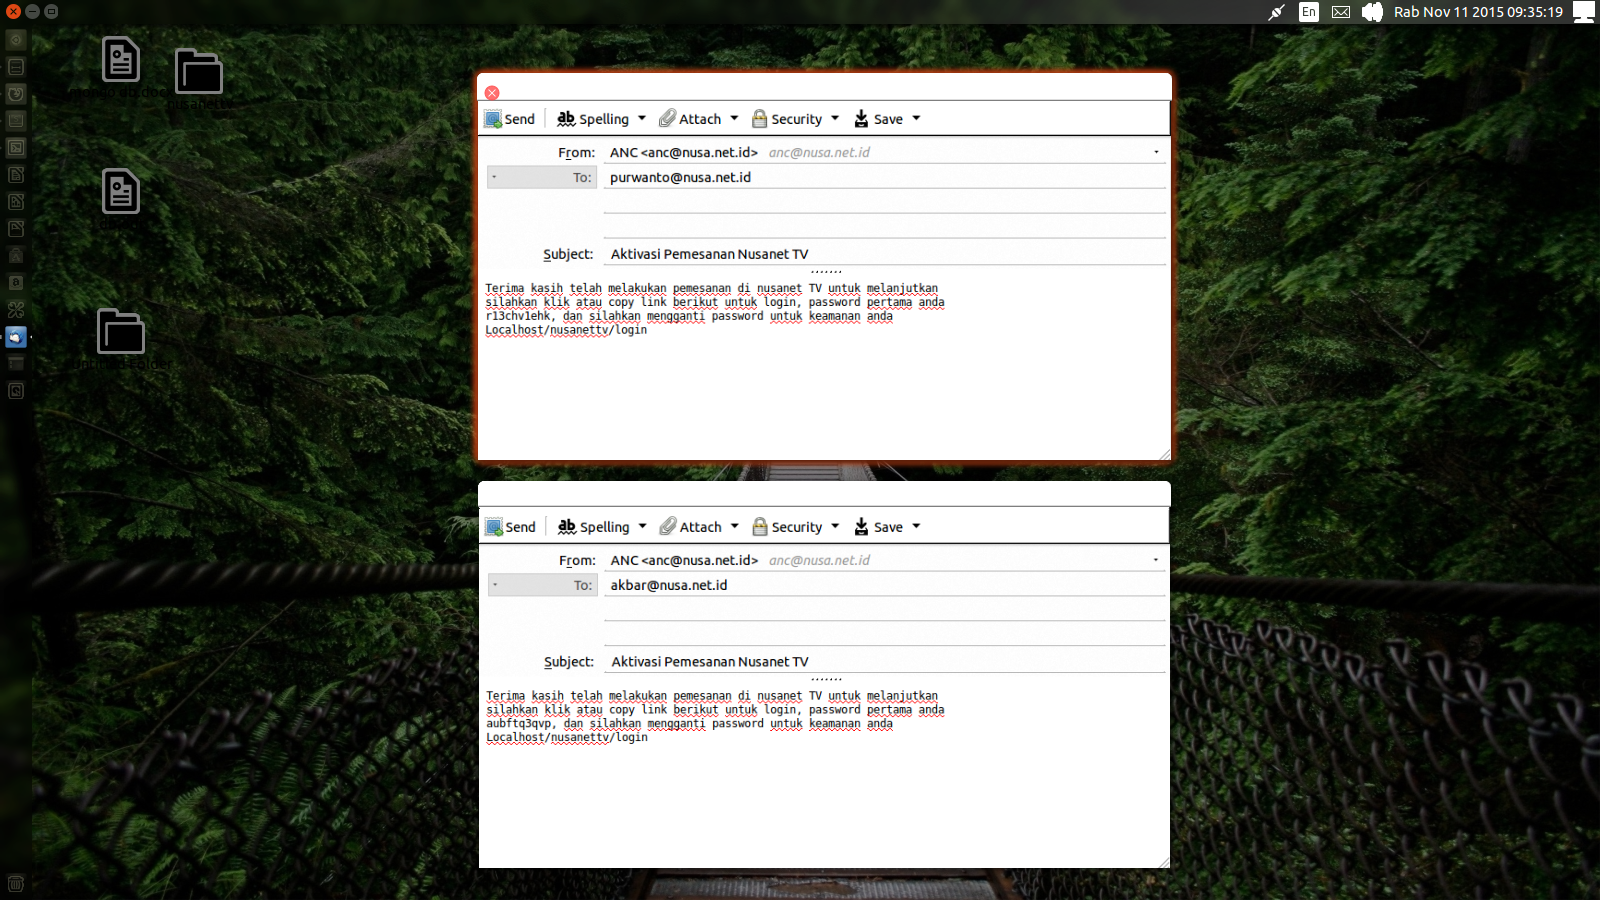 En
Rab Nov 11 2015 09:35:19
nusanettv
Send Spelling Attach Security Save
From: ANC <anc@nusa.net.id> anc@nusa.net.id
To: purwanto@nusa.net.id
Subject: Aktivasi Pemesanan Nusanet TV
Terima kasih telah melakukan pemesanan di nusanet TV untuk melanjutkan
silahkan klik atau copy link berikut untuk login, password pertama anda
r13chv1ehk, dan silahkan mengganti password untuk keamanan anda
Localhost/nusanettv/login
Send Spelling Attach Security Save
From: ANC <anc@nusa.net.id> anc@nusa.net.id
To: akbar@nusa.net.id
Subject: Aktivasi Pemesanan Nusanet TV
Terima kasih telah melakukan pemesanan di nusanet TV untuk melanjutkan
silahkan klik atau copy link berikut untuk login, password pertama anda
aubftq3qvp, dan silahkan mengganti password untuk keamanan anda
Localhost/nusanettv/login